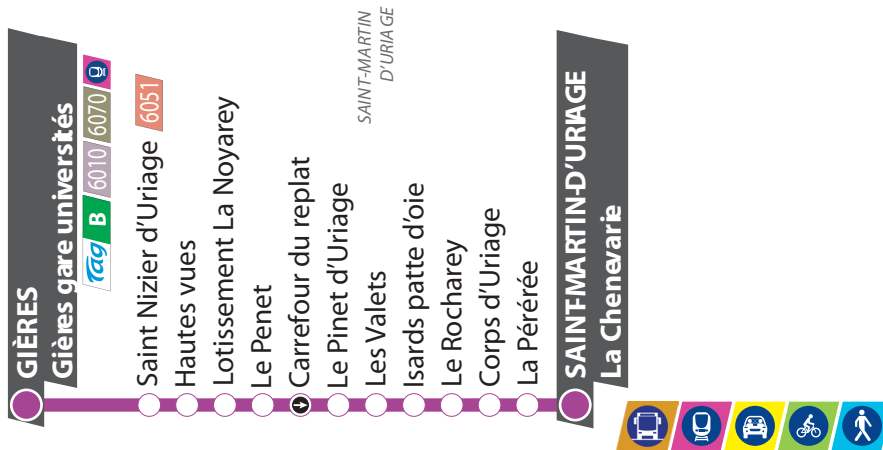 GIÈRES
Gières gare universités
Tag B 6010 6070
Saint Nizier d'Uriage 6051
Hautes vues
Lotissement La Noyarey
Le Penet
Carrefour du replat
Le Pinet d'Uriage
Les Valets
SAINT-MARTIN
D'URIAGE
Isards patte d'oie
Le Rocharey
Corps d'Uriage
La Pérérée
SAINT-MARTIN-D'URIAGE
La Chenevarie